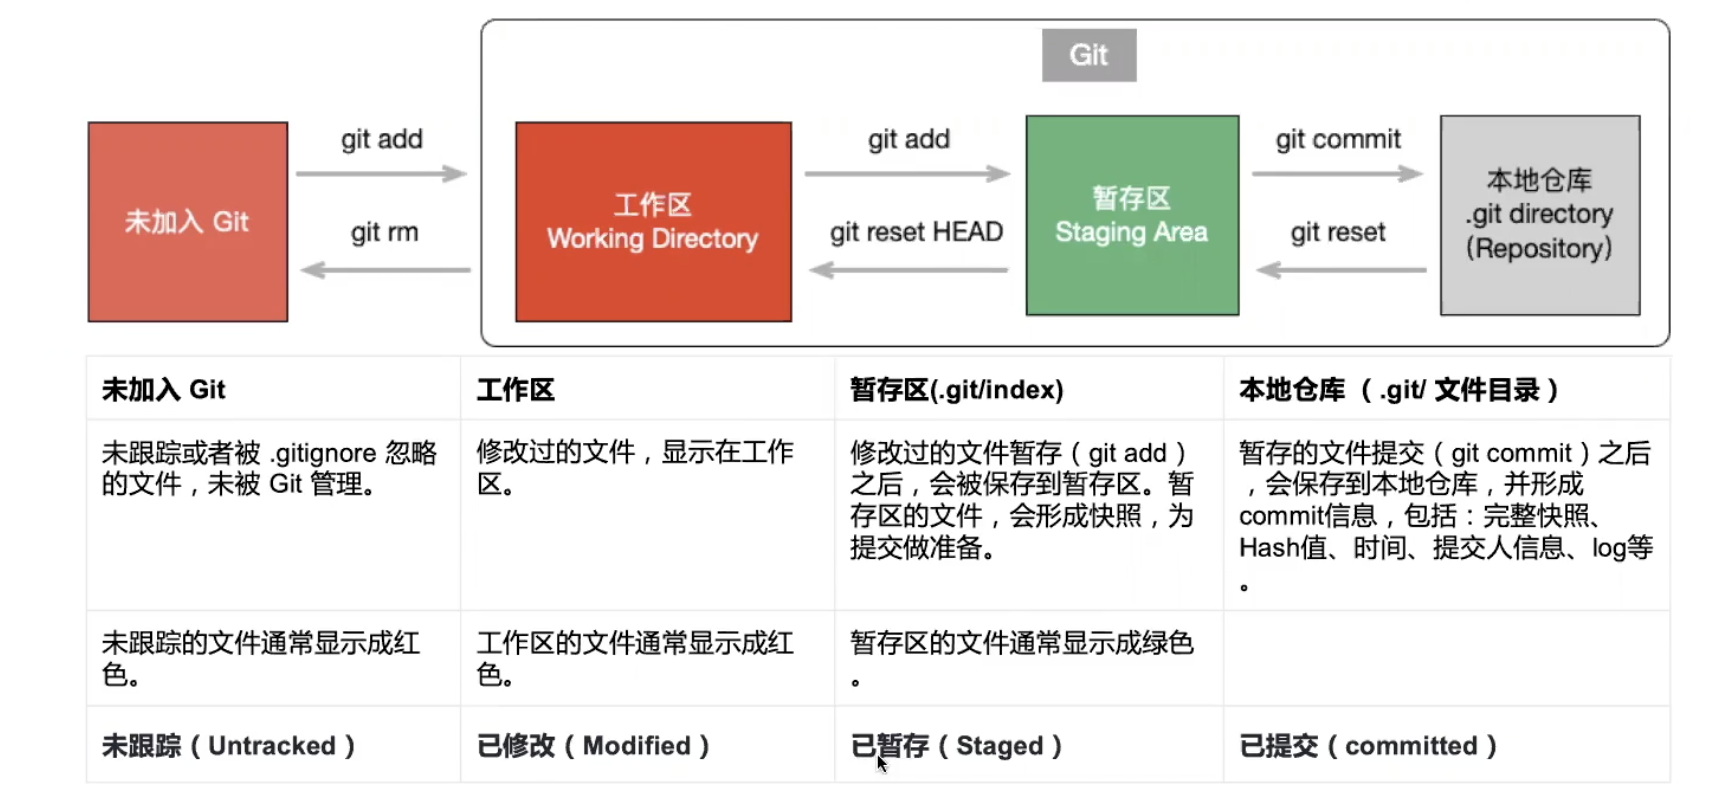 Git
git add
git add
git commit
未加入 Git
工作区
Working Directory
暂存区
Staging Area
本地仓库
.git directory
(Repository)
git rm
git reset HEAD
git reset
未加入 Git
工作区
暂存区(.git/index)
本地仓库（ .git/ 文件目录 ）
未跟踪或者被 .gitignore 忽略
的文件，未被 Git 管理。
修改过的文件，显示在工作
区。
修改过的文件暂存（ git add ）
之后，会被保存到暂存区。暂
存区的文件，会形成快照，为
提交做准备。
暂存的文件提交（ git commit ）之后
，会保存到本地仓库，并形成
commit信息，包括：完整快照、
Hash值、时间、提交人信息、log等
。
未跟踪的文件通常显示成红
色。
工作区的文件通常显示成红
色。
暂存区的文件通常显示成绿色
。
未跟踪（ Untracked ）
已修改（ Modified ）
已暂存（ Staged ）
已提交（ committed ）